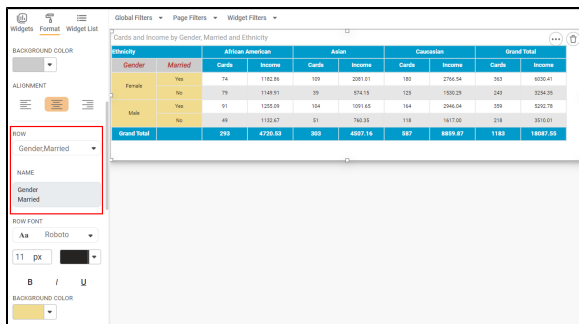 Widgets Format Widget List
Global Filters Page Filters Widget Filters
Cards and Income by Gender, Married and Ethnicity
Ethnicity African American Asian Caucasian Grand Total
Gender Married Cards Income Cards Income Cards Income Cards Income
Female Yes 74 1182.86 109 2081.01 180 2766.54 363 6030.41
No 79 1149.91 39 574.15 125 1530.29 243 3254.35
Male Yes 91 1255.09 104 1091.65 164 2946.04 359 5292.78
No 49 1132.67 51 760.35 118 1617.00 218 3510.01
Grand Total 293 4720.53 303 4507.16 587 8859.87 1183 18087.55
BACKGROUND COLOR
ALIGNMENT
ROW
Gender,Married
NAME
Gender
Married
ROW FONT
Aa Roboto
11 px
B I U
BACKGROUND COLOR